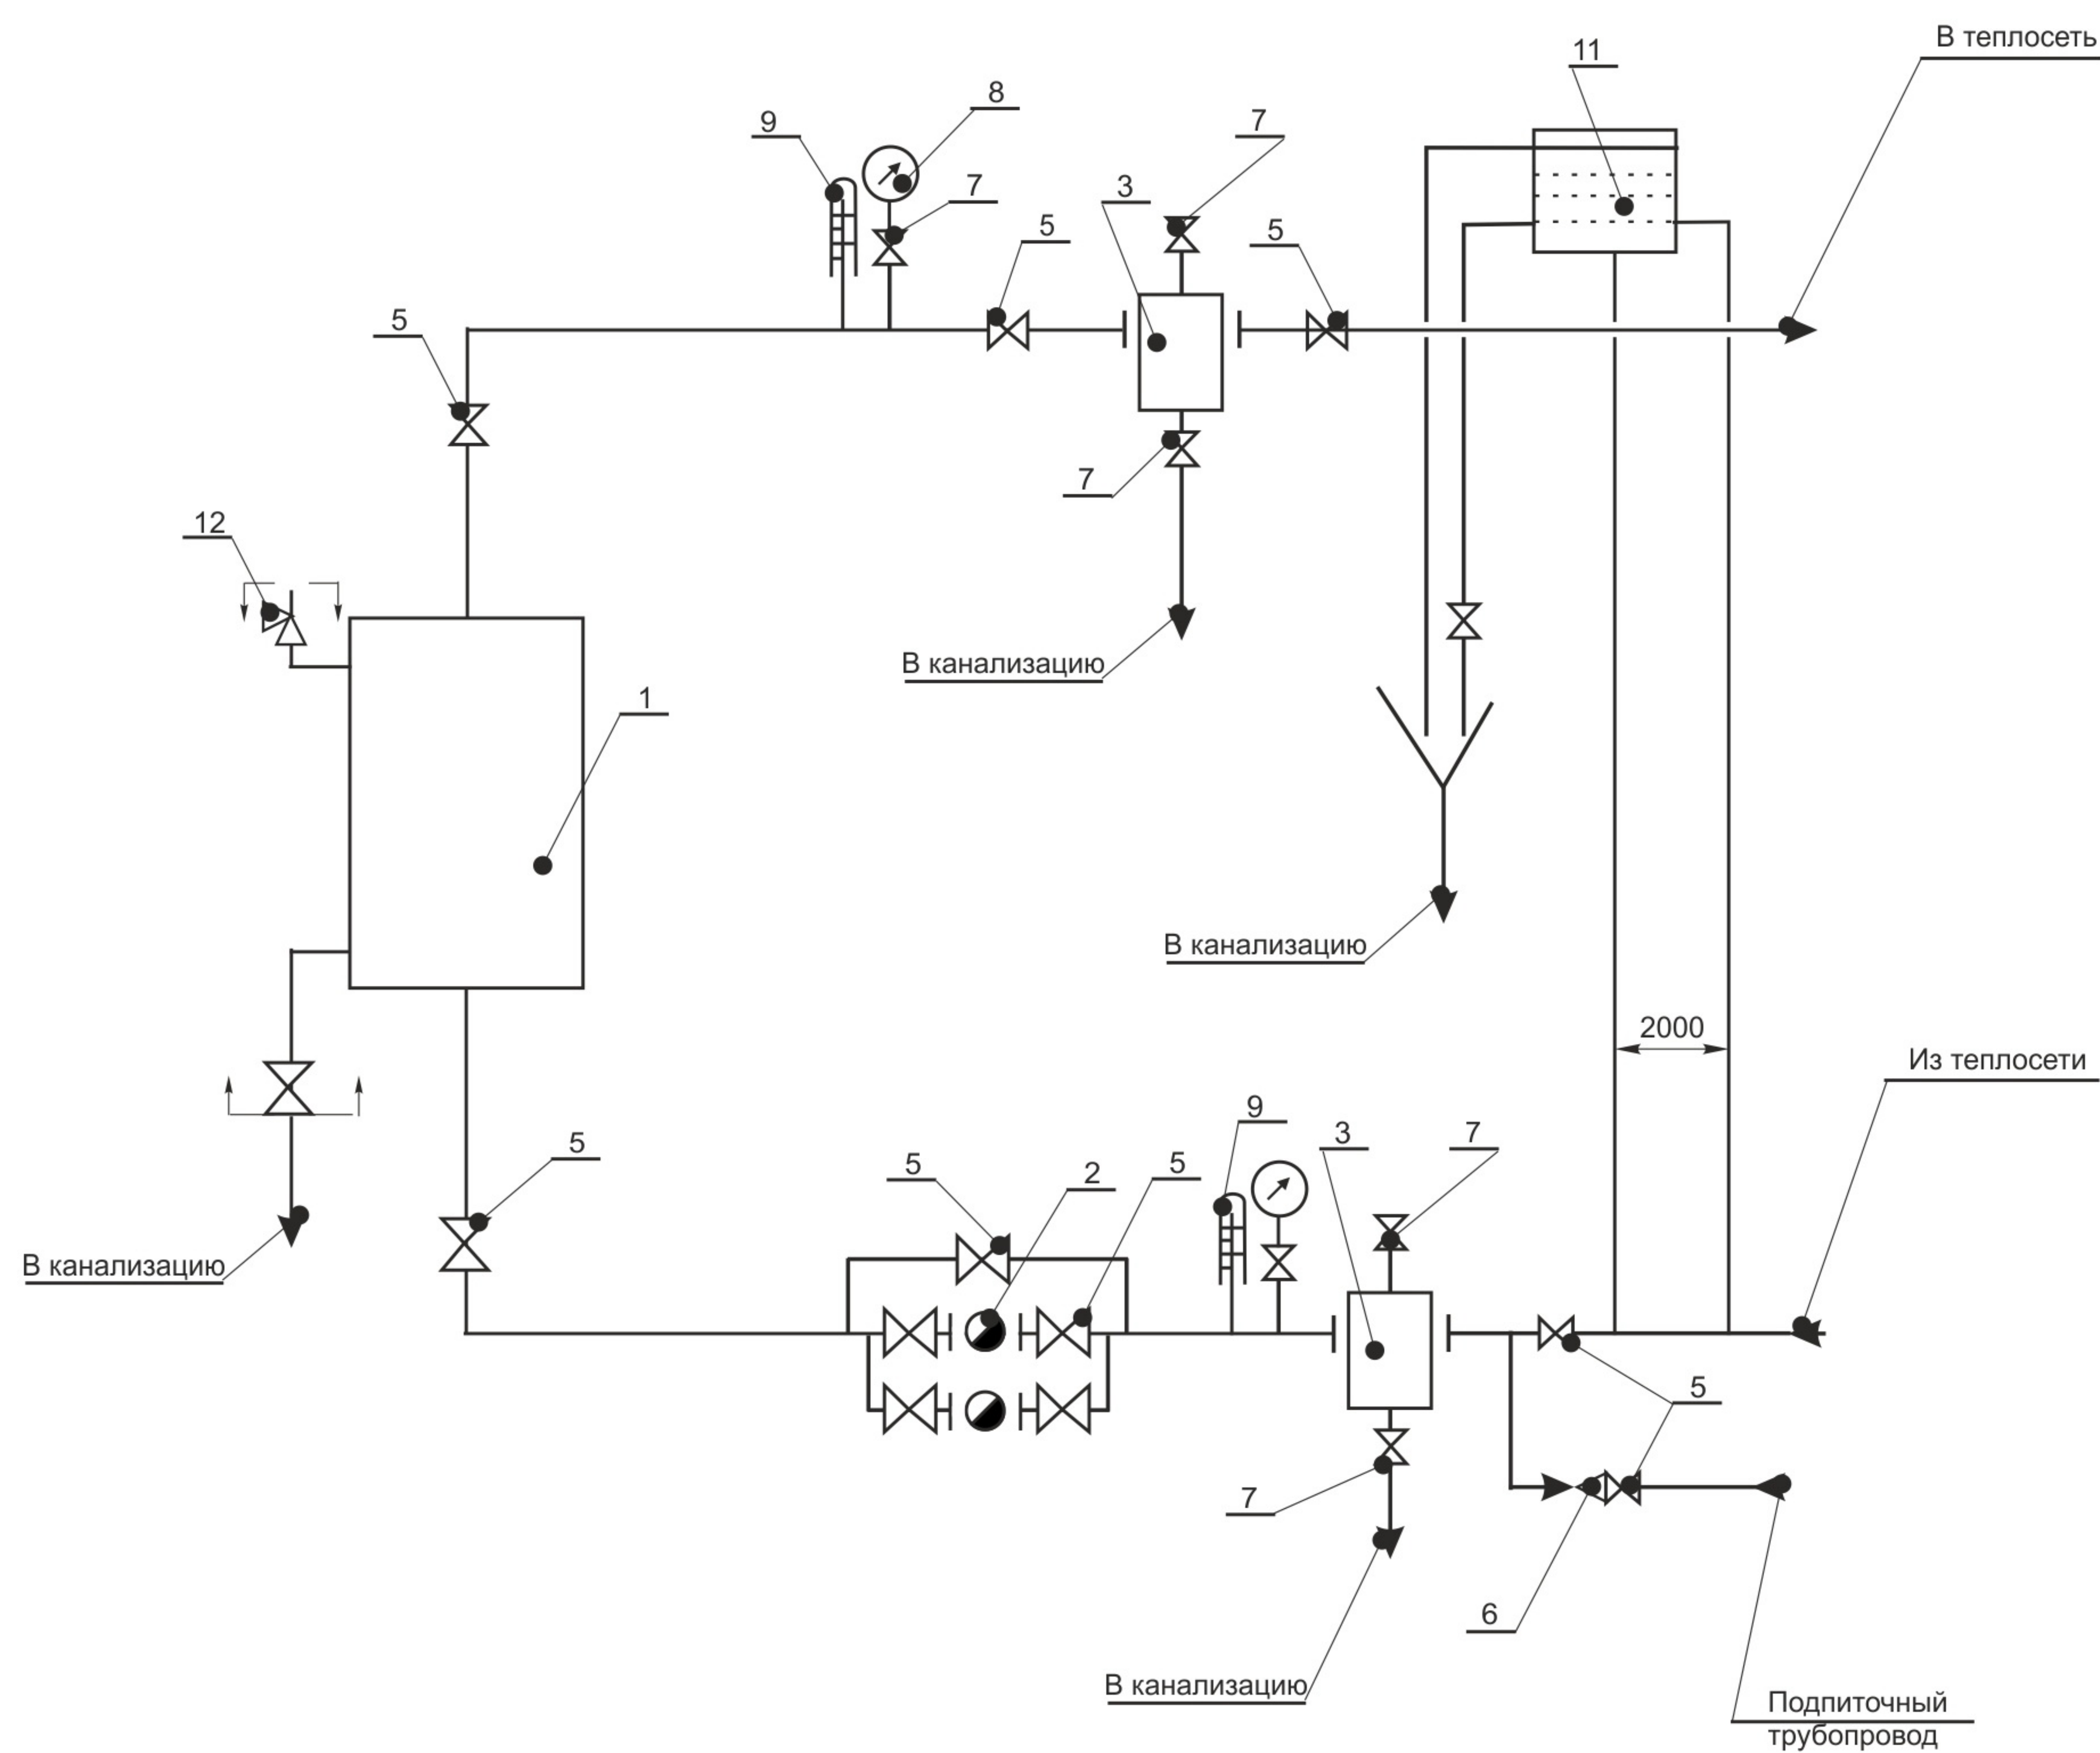 В теплосеть
11
8
9
7
7
3
5
5
5
7
12
В канализацию
1
В канализацию
2000
Из теплосети
9
3
7
5
5
2
5
В канализацию
5
7
6
В канализацию
Подпиточный
трубопровод